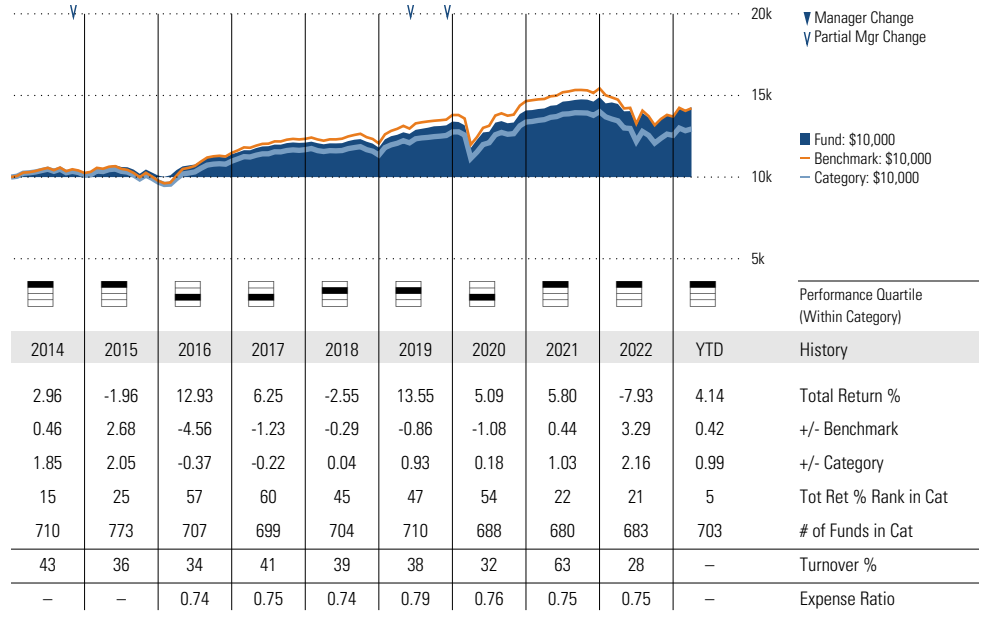 20k
Manager Change
Partial Mgr Change
15k
Fund: $10,000
Benchmark: $10,000
Category: $10,000
10k
5k
Performance Quartile
(Within Category)
2014 2015 2016 2017 2018 2019 2020 2021 2022 YTD History
2.96 -1.96 12.93 6.25 -2.55 13.55 5.09 5.80 -7.93 4.14 Total Return %
0.46 2.68 -4.56 -1.23 -0.29 -0.86 -1.08 0.44 3.29 0.42 +/- Benchmark
1.85 2.05 -0.37 -0.22 0.04 0.93 0.18 1.03 2.16 0.99 +/- Category
15 25 57 60 45 47 54 22 21 5 Tot Ret % Rank in Cat
710 773 707 699 704 710 688 680 683 703 # of Funds in Cat
43 36 34 41 39 38 32 63 28 – Turnover %
– – 0.74 0.75 0.74 0.79 0.76 0.75 0.75 – Expense Ratio